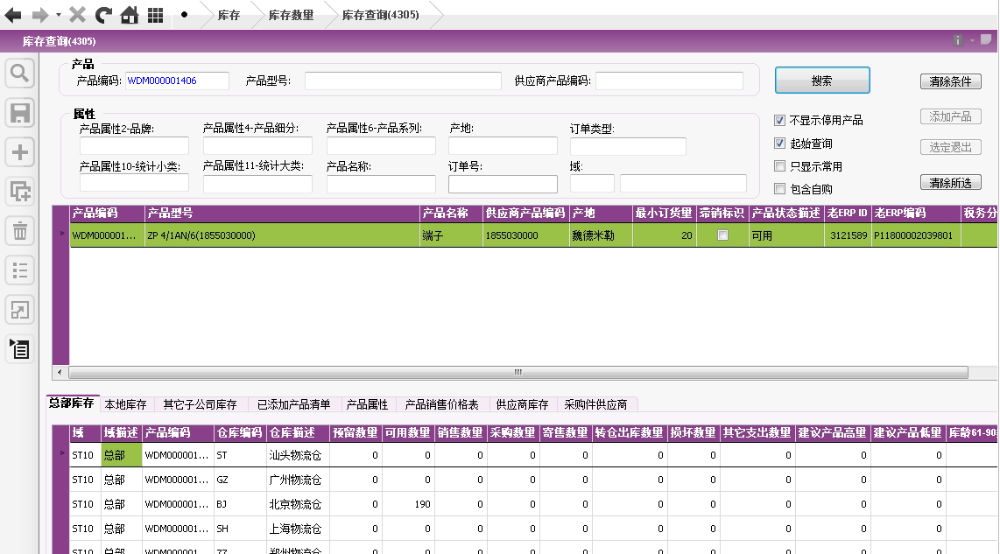 库存 库存数量 库存查询(4305)
库存查询(4305)
产品
产品编码: WDM000001406 产品型号: 供应商产品编码: 搜索 清除条件
属性
产品属性2-品牌: 产品属性4-产品细分: 产品属性6-产品系列: 产地: 订单类型: 不显示停用产品 添加产品
起始查询 选定退出
产品属性10-统计小类: 产品属性11-统计大类: 产品名称: 订单号: 域: 只显示常用
包含自购 清除所选
产品编码 产品型号 产品名称 供应商产品编码 产地 最小订货量 滞销标识 产品状态描述 老ERP ID 老ERP编码 税务分
WDM000001... ZP 4/1AN/6(1855030000) 端子 1855030000 魏德米勒 20 可用 3121589 P11800002039801
总部库存 本地库存 其它子公司库存 已添加产品清单 产品属性 产品销售价格表 供应商库存 采购件供应商
域 域描述 产品编码 仓库编码 仓库描述 预留数量 可用数量 销售数量 采购数量 寄售数量 转仓出库数量 损坏数量 其它支出数量 建议产品高量 建议产品低量 库龄61-90
ST10 总部 WDM000001... ST 汕头物流仓 0 0 0 0 0 0 0 0 0 0
ST10 总部 WDM000001... GZ 广州物流仓 0 0 0 0 0 0 0 0 0 0
ST10 总部 WDM000001... BJ 北京物流仓 0 190 0 0 0 0 0 0 0 0
ST10 总部 WDM000001... SH 上海物流仓 0 0 0 0 0 0 0 0 0 0
ST10 总部 WDM000001... ZZ 郑州物流仓 0 0 0 0 0 0 0 0 0 0